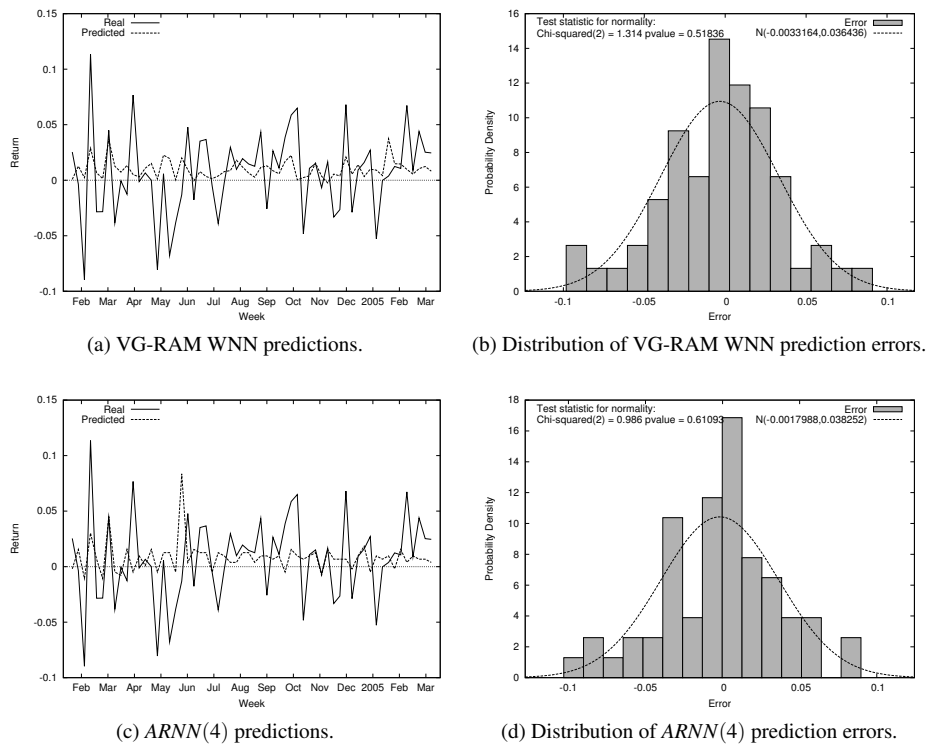 0.15
Real
Predicted
0.1
0.05
0
-0.05
-0.1
Return
Feb Mar Apr May Jun Jul Aug Sep Oct Nov Dec 2005 Feb Mar
Week
(a) VG-RAM WNN predictions.
16
14
12
10
8
6
4
2
0
Probability Density
Test statistic for normality:
Chi-squared(2) = 1.314 pvalue = 0.51836
Error
N(-0.0033164,0.036436)
-0.1 -0.05 0 0.05 0.1
Error
(b) Distribution of VG-RAM WNN prediction errors.
0.15
Real
Predicted
0.1
0.05
0
-0.05
-0.1
Return
Feb Mar Apr May Jun Jul Aug Sep Oct Nov Dec 2005 Feb Mar
Week
(c) ARNN(4) predictions.
18
16
14
12
10
8
6
4
2
0
Probability Density
Test statistic for normality:
Chi-squared(2) = 0.986 pvalue = 0.61093
Error
N(-0.0017988,0.038252)
-0.1 -0.05 0 0.05 0.1
Error
(d) Distribution of ARNN(4) prediction errors.